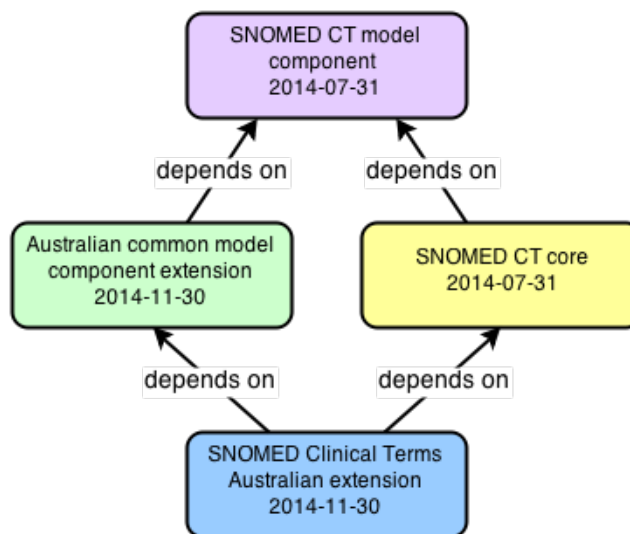 SNOMED CT model
component
2014-07-31
depends on
depends on
Australian common model
component extension
2014-11-30
SNOMED CT core
2014-07-31
depends on
depends on
SNOMED Clinical Terms
Australian extension
2014-11-30